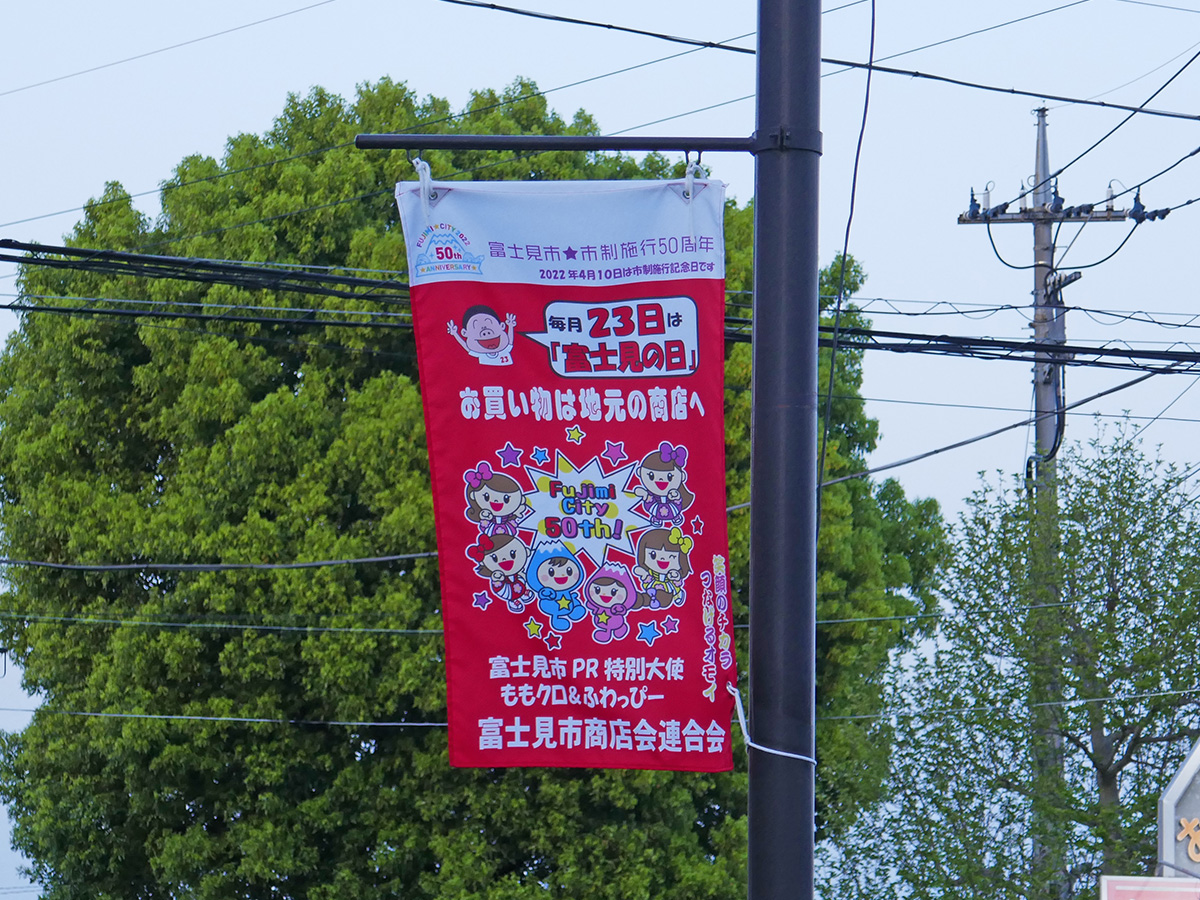 FUJIMI★CITY 2022
50th
★ANNIVERSARY★
富士見市★市制施行50周年
2022年4月10日は市制施行記念日です
毎月23日は
「富士見の日」
23
お買い物は地元の商店へ
Fujimi
City
50th!
笑顔のチカラ
つなげるオモイ
富士見市 PR 特別大使
ももクロ&ふわっぴー
富士見市商店会連合会